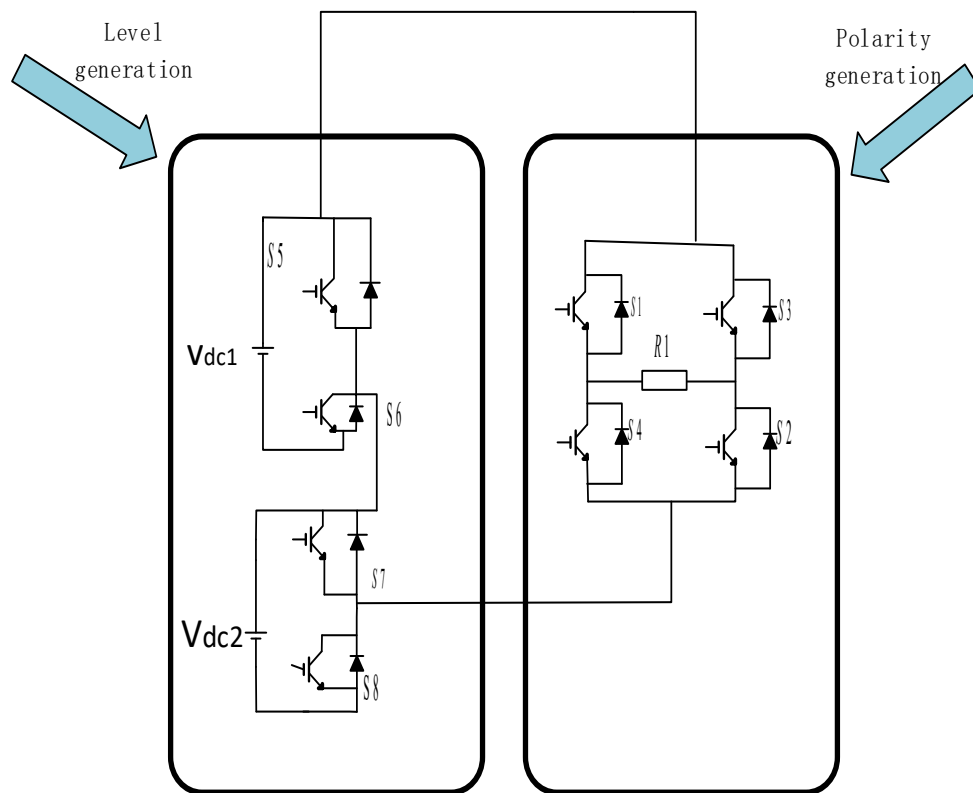 Level
generation
Polarity
generation
S5
S1
S3
R1
Vdc1
S6
S4
S2
S7
Vdc2
S8